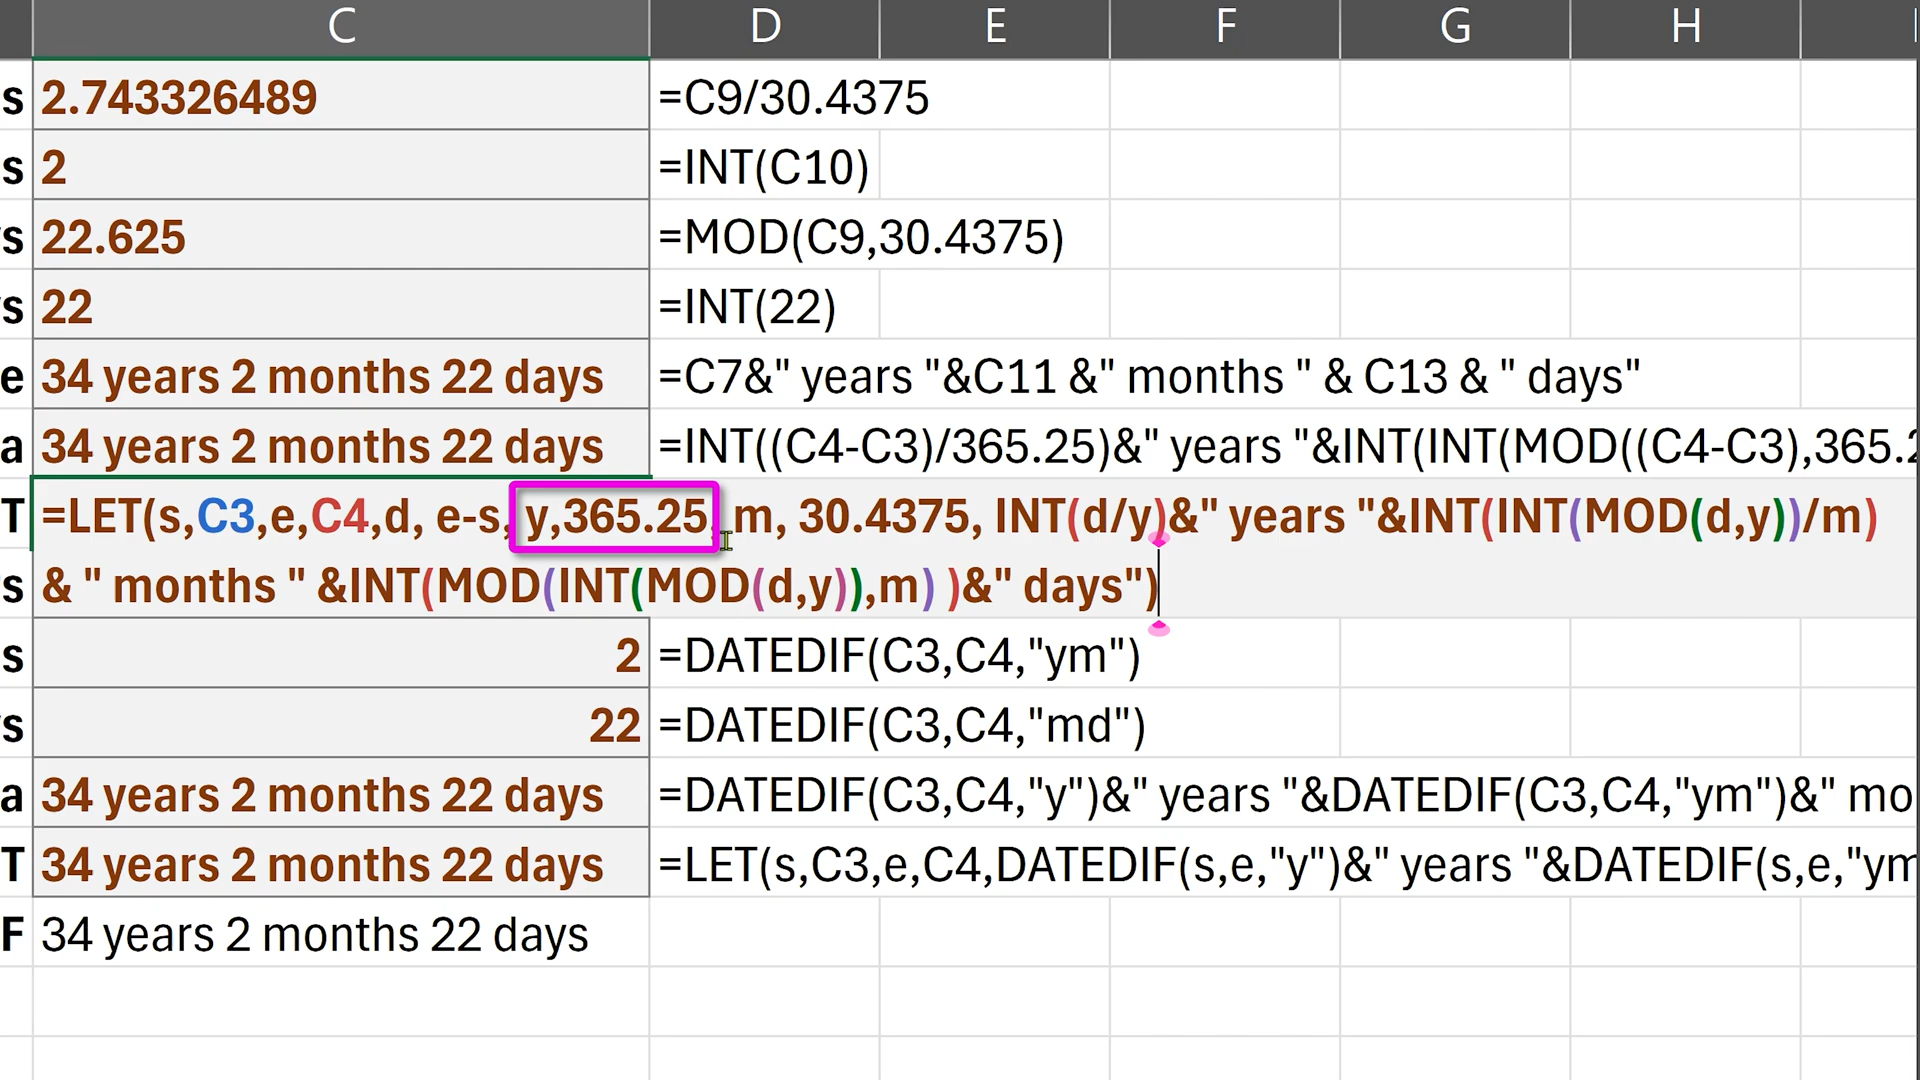 C D E F G H
s 2.743326489 =C9/30.4375
s 2 =INT(C10)
s 22.625 =MOD(C9,30.4375)
s 22 =INT(22)
e 34 years 2 months 22 days =C7&" years "&C11 &" months " & C13 & " days"
a 34 years 2 months 22 days =INT((C4-C3)/365.25)&" years "&INT(INT(MOD((C4-C3),365.2
T =LET(s,C3,e,C4,d, e-s, y,365.25, m, 30.4375, INT(d/y)&" years "&INT(INT(MOD(d,y))/m)
s & " months " &INT(MOD(INT(MOD(d,y)),m) )&" days")
s 2 =DATEDIF(C3,C4,"ym")
s 22 =DATEDIF(C3,C4,"md")
a 34 years 2 months 22 days =DATEDIF(C3,C4,"y")&" years "&DATEDIF(C3,C4,"ym")&" mo
T 34 years 2 months 22 days =LET(s,C3,e,C4,DATEDIF(s,e,"y")&" years "&DATEDIF(s,e,"ym
F 34 years 2 months 22 days